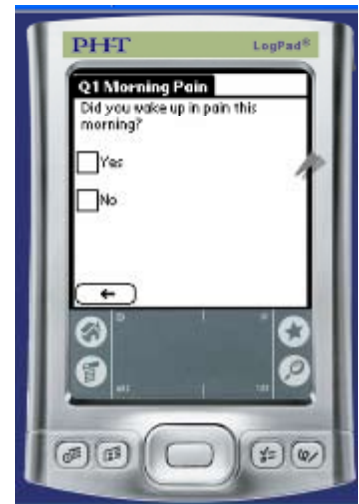 PHT LogPad®
Q1 Morning Pain
Did you wake up in pain this
morning?
Yes
No